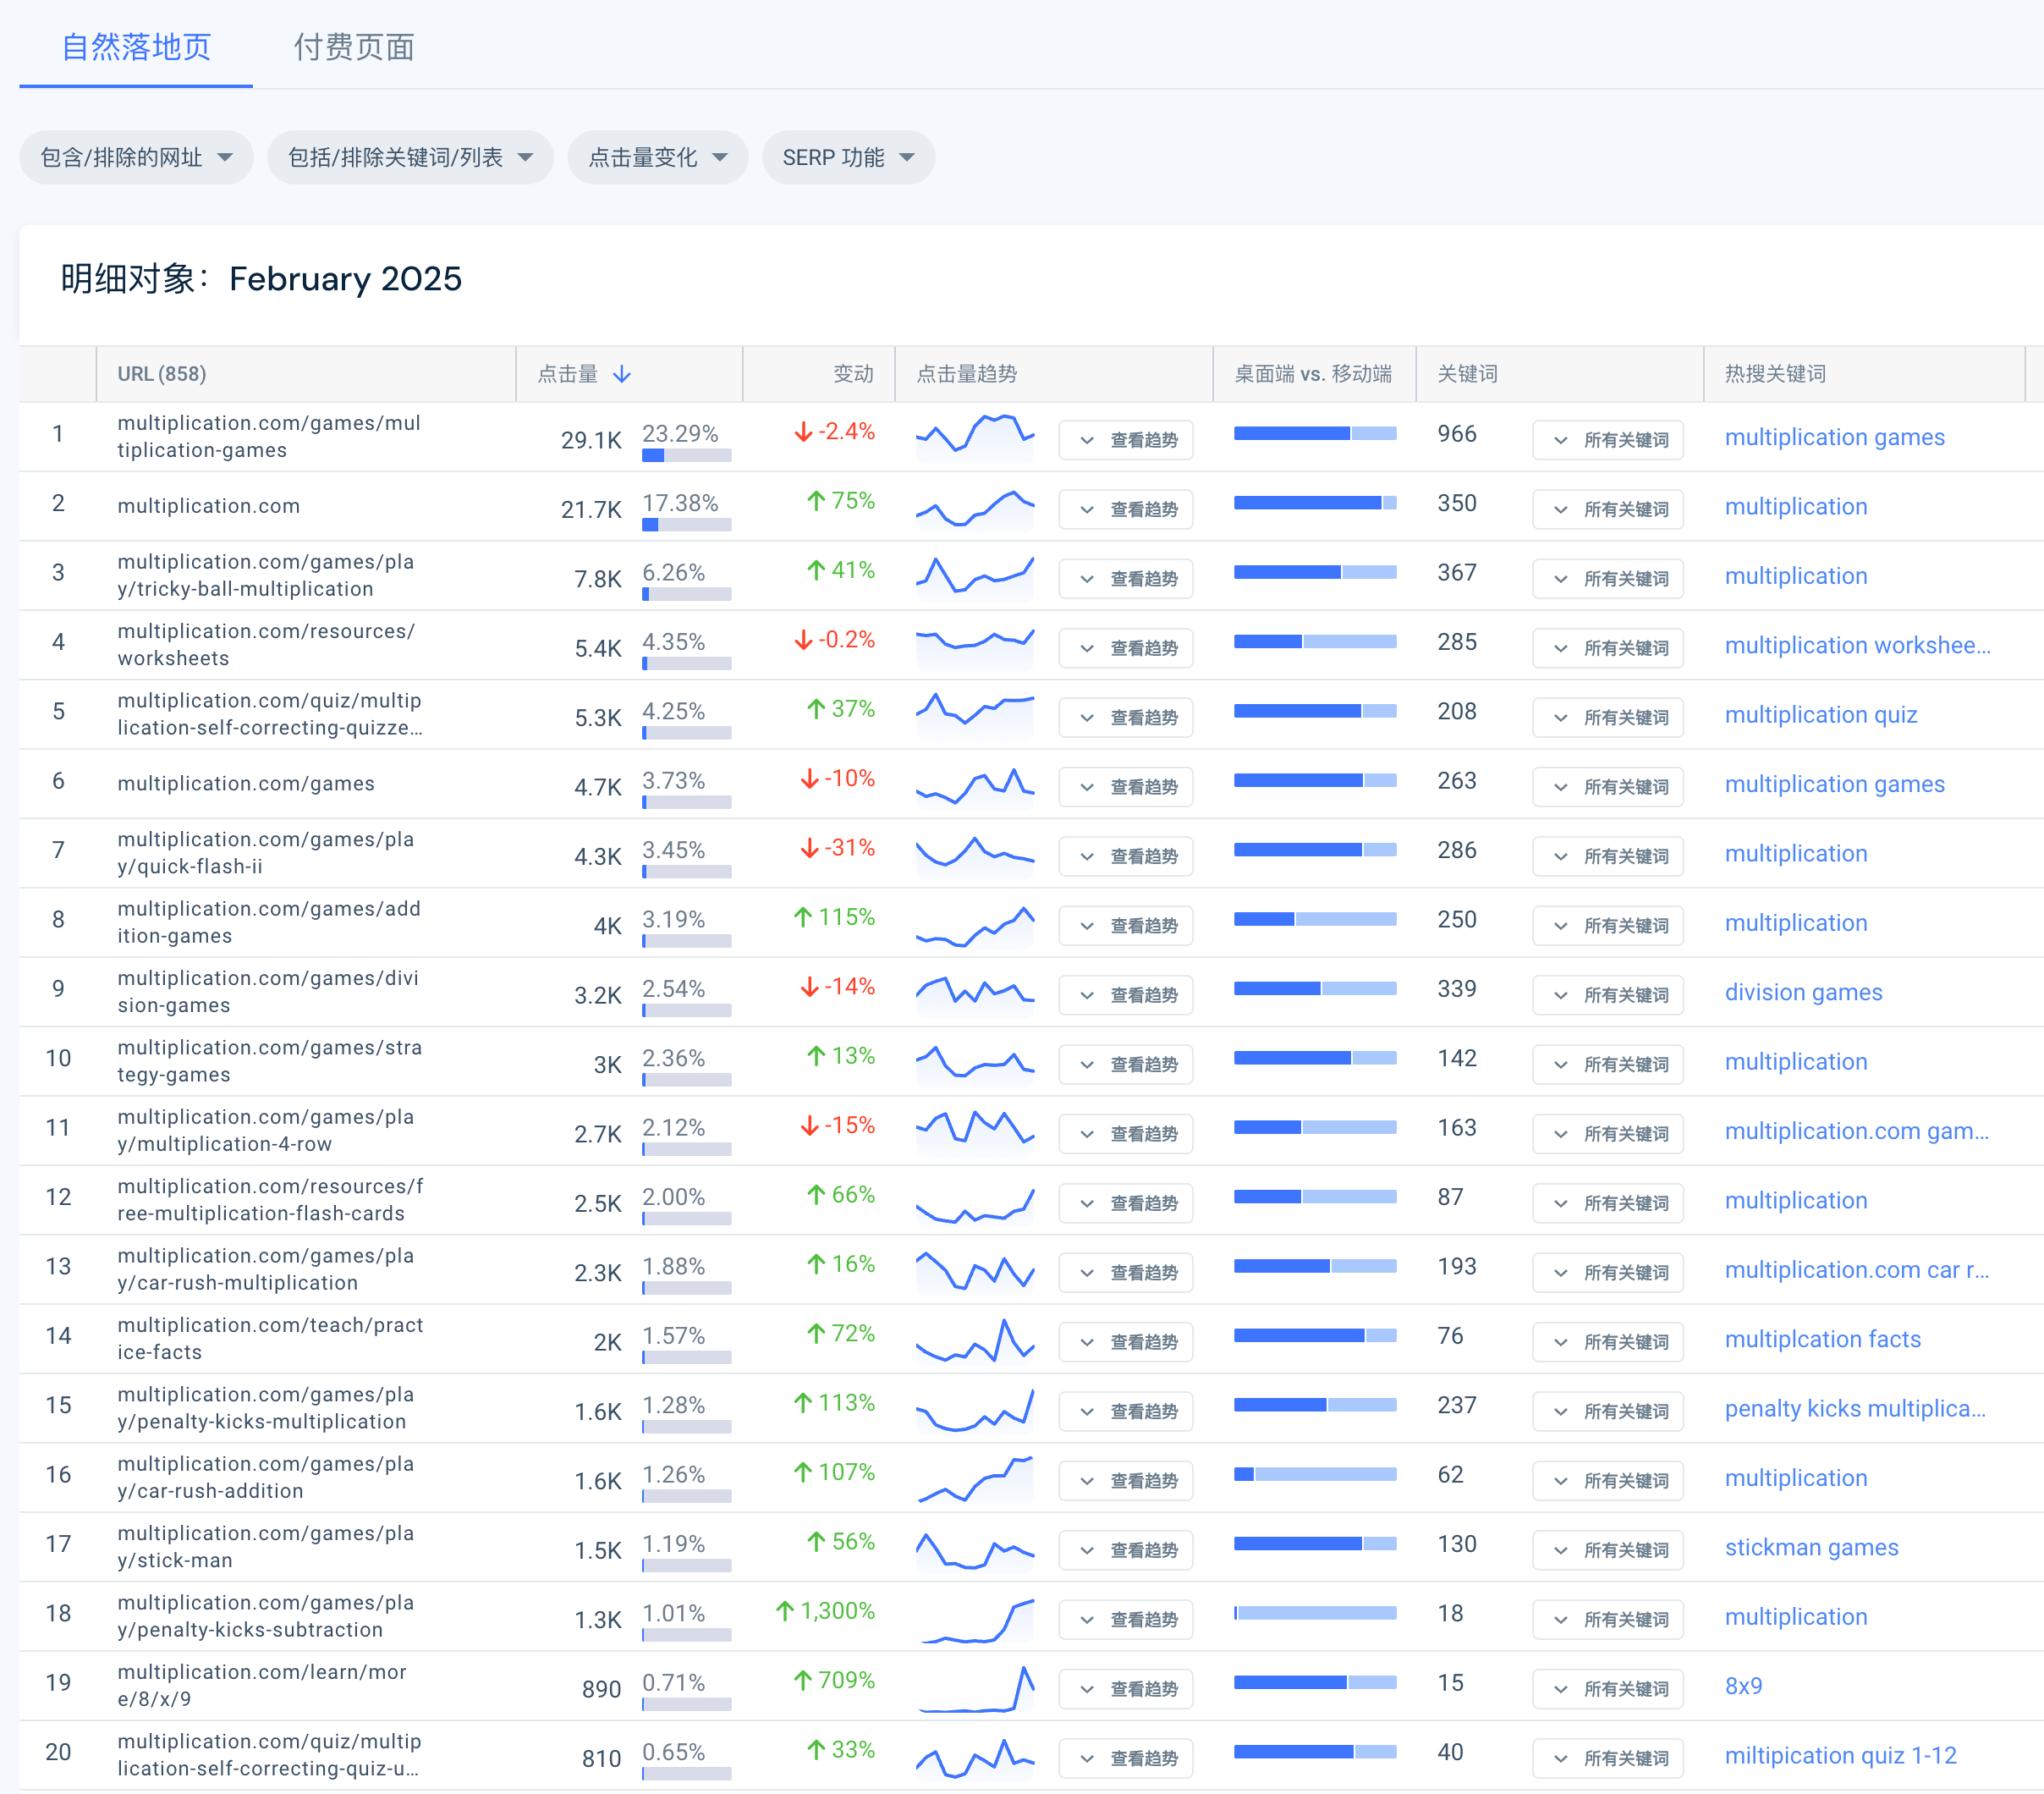 自然落地页 付费页面
包含/排除的网址 包括/排除关键词/列表 点击量变化 SERP 功能
明细对象：February 2025
URL (858) 点击量 变动 点击量趋势 桌面端 vs. 移动端 关键词 热搜关键词
1 multiplication.com/games/mul
tiplication-games 29.1K 23.29% -2.4% 查看趋势 966 所有关键词 multiplication games
2 multiplication.com 21.7K 17.38% 75% 查看趋势 350 所有关键词 multiplication
3 multiplication.com/games/pla
y/tricky-ball-multiplication 7.8K 6.26% 41% 查看趋势 367 所有关键词 multiplication
4 multiplication.com/resources/
worksheets 5.4K 4.35% -0.2% 查看趋势 285 所有关键词 multiplication workshee...
5 multiplication.com/quiz/multip
lication-self-correcting-quizze... 5.3K 4.25% 37% 查看趋势 208 所有关键词 multiplication quiz
6 multiplication.com/games 4.7K 3.73% -10% 查看趋势 263 所有关键词 multiplication games
7 multiplication.com/games/pla
y/quick-flash-ii 4.3K 3.45% -31% 查看趋势 286 所有关键词 multiplication
8 multiplication.com/games/add
ition-games 4K 3.19% 115% 查看趋势 250 所有关键词 multiplication
9 multiplication.com/games/divi
sion-games 3.2K 2.54% -14% 查看趋势 339 所有关键词 division games
10 multiplication.com/games/stra
tegy-games 3K 2.36% 13% 查看趋势 142 所有关键词 multiplication
11 multiplication.com/games/pla
y/multiplication-4-row 2.7K 2.12% -15% 查看趋势 163 所有关键词 multiplication.com gam...
12 multiplication.com/resources/f
ree-multiplication-flash-cards 2.5K 2.00% 66% 查看趋势 87 所有关键词 multiplication
13 multiplication.com/games/pla
y/car-rush-multiplication 2.3K 1.88% 16% 查看趋势 193 所有关键词 multiplication.com car r...
14 multiplication.com/teach/pract
ice-facts 2K 1.57% 72% 查看趋势 76 所有关键词 multiplcation facts
15 multiplication.com/games/pla
y/penalty-kicks-multiplication 1.6K 1.28% 113% 查看趋势 237 所有关键词 penalty kicks multiplica...
16 multiplication.com/games/pla
y/car-rush-addition 1.6K 1.26% 107% 查看趋势 62 所有关键词 multiplication
17 multiplication.com/games/pla
y/stick-man 1.5K 1.19% 56% 查看趋势 130 所有关键词 stickman games
18 multiplication.com/games/pla
y/penalty-kicks-subtraction 1.3K 1.01% 1,300% 查看趋势 18 所有关键词 multiplication
19 multiplication.com/learn/mor
e/8/x/9 890 0.71% 709% 查看趋势 15 所有关键词 8x9
20 multiplication.com/quiz/multip
lication-self-correcting-quiz-u... 810 0.65% 33% 查看趋势 40 所有关键词 miltipication quiz 1-12